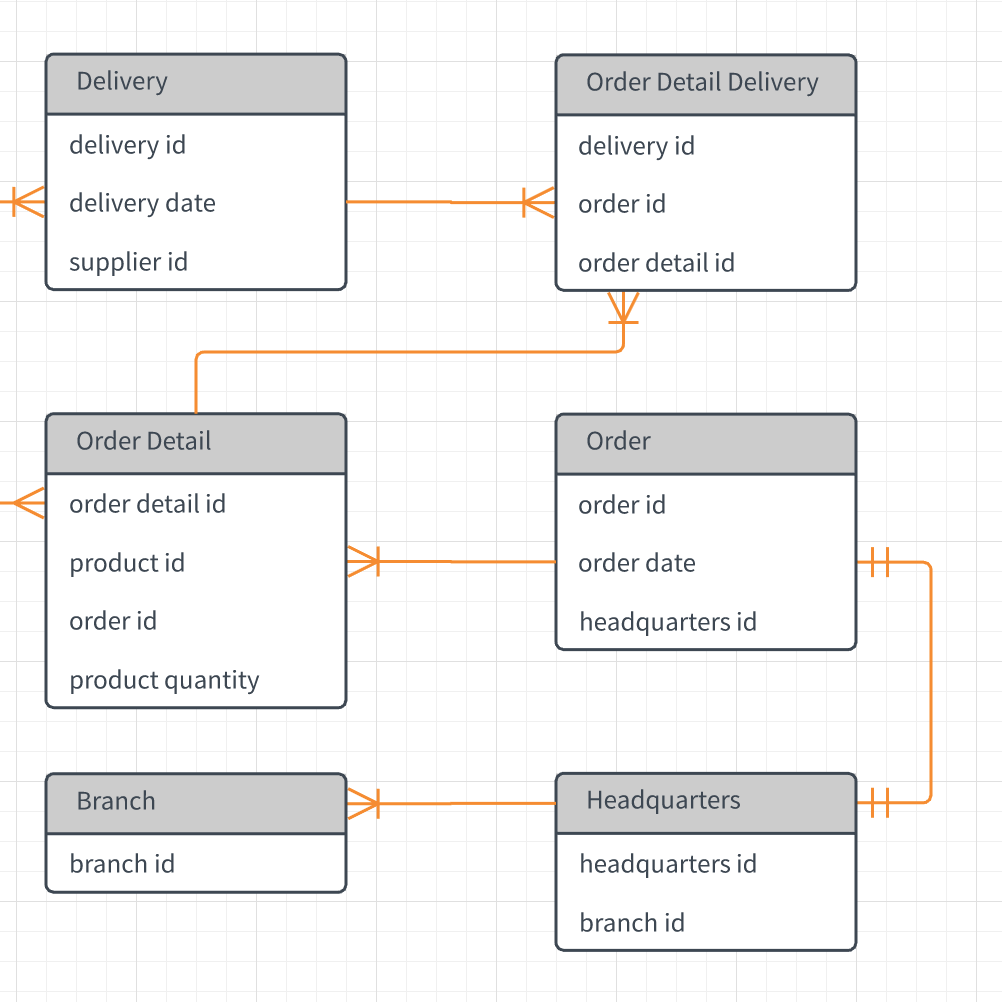 Delivery
delivery id
delivery date
supplier id
Order Detail Delivery
delivery id
order id
order detail id
Order Detail
order detail id
product id
order id
product quantity
Order
order id
order date
headquarters id
Branch
branch id
Headquarters
headquarters id
branch id